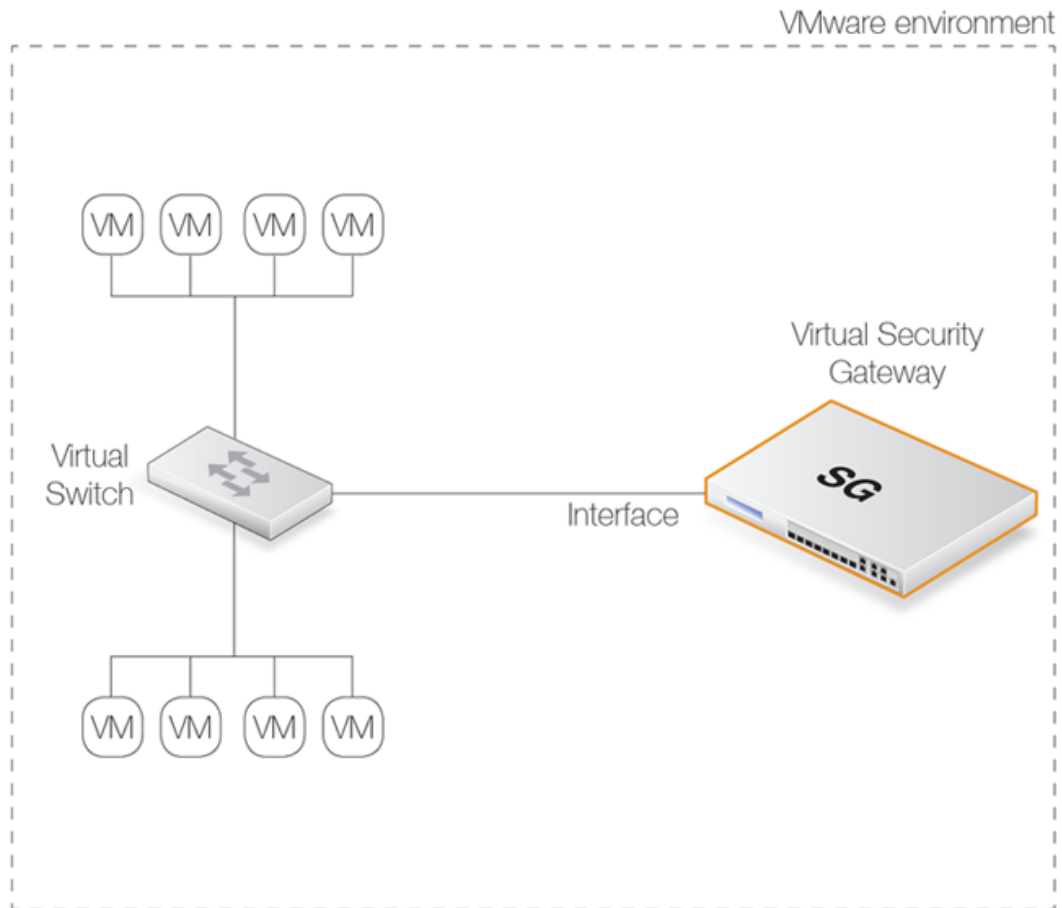 VMware environment
VM VM VM VM
Virtual Security
Gateway
SG
Virtual
Switch
Interface
VM VM VM VM